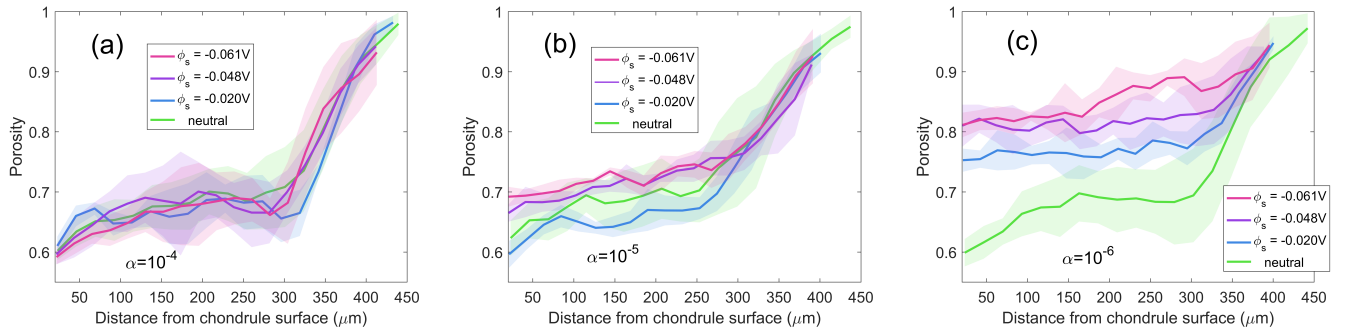 (a)
ϕs = -0.061V
ϕs = -0.048V
ϕs = -0.020V
neutral
α=10-4
Porosity
1
0.9
0.8
0.7
0.6
50 100 150 200 250 300 350 400 450
Distance from chondrule surface (μm)
(b)
ϕs = -0.061V
ϕs = -0.048V
ϕs = -0.020V
neutral
α=10-5
Porosity
1
0.9
0.8
0.7
0.6
50 100 150 200 250 300 350 400 450
Distance from chondrule surface (μm)
(c)
ϕs = -0.061V
ϕs = -0.048V
ϕs = -0.020V
neutral
α=10-6
Porosity
1
0.9
0.8
0.7
0.6
50 100 150 200 250 300 350 400 450
Distance from chondrule surface (μm)